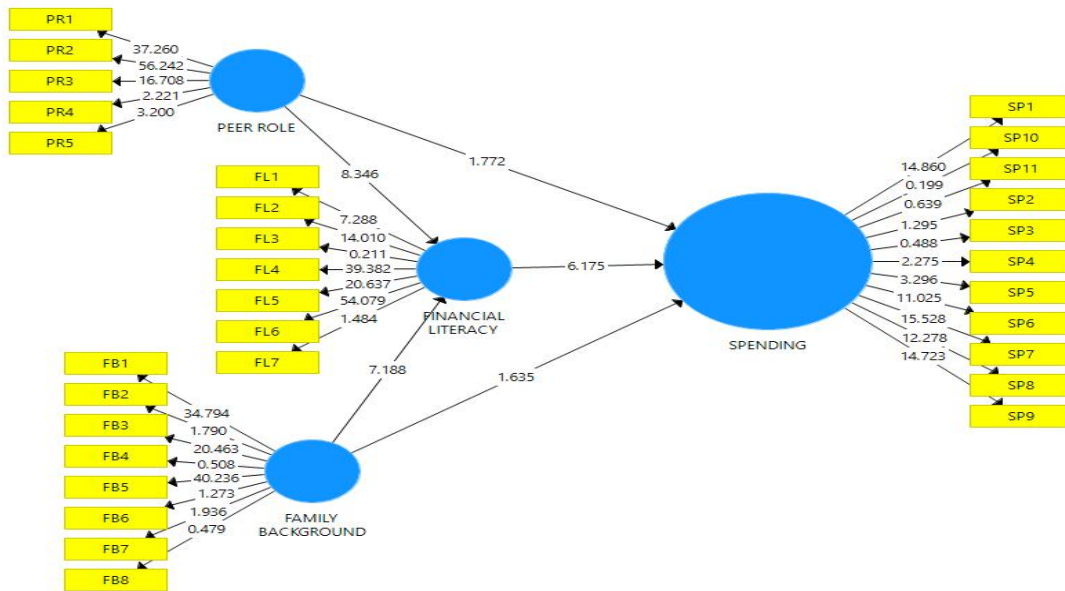 PR1
PR2
PR3
PR4
PR5
37.260
56.242
16.708
2.221
3.200
PEER ROLE
1.772
8.346
FL1
FL2
FL3
FL4
FL5
FL6
FL7
7.288
14.010
0.211
39.382
20.637
54.079
1.484
FINANCIAL
LITERACY
6.175
7.188
1.635
FB1
FB2
FB3
FB4
FB5
FB6
FB7
FB8
34.794
1.790
20.463
0.508
40.236
1.273
1.936
0.479
FAMILY
BACKGROUND
SPENDING
14.860
0.199
0.639
1.295
0.488
2.275
3.296
11.025
15.528
12.278
14.723
SP1
SP10
SP11
SP2
SP3
SP4
SP5
SP6
SP7
SP8
SP9